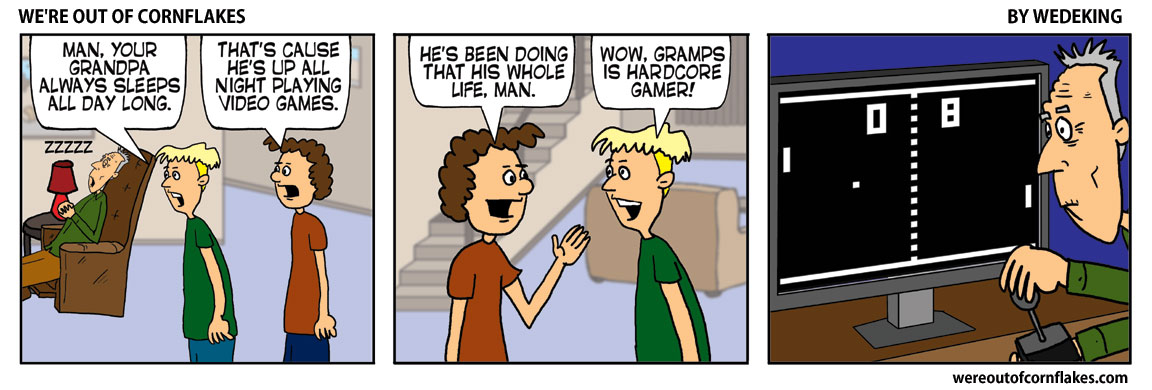 WE'RE OUT OF CORNFLAKES
BY WEDEKING
MAN, YOUR
GRANDPA
ALWAYS SLEEPS
ALL DAY LONG.
THAT'S CAUSE
HE'S UP ALL
NIGHT PLAYING
VIDEO GAMES.
ZZZZZ
HE'S BEEN DOING
THAT HIS WHOLE
LIFE, MAN.
WOW, GRAMPS
IS HARDCORE
GAMER!
0 8
wereoutofcornflakes.com